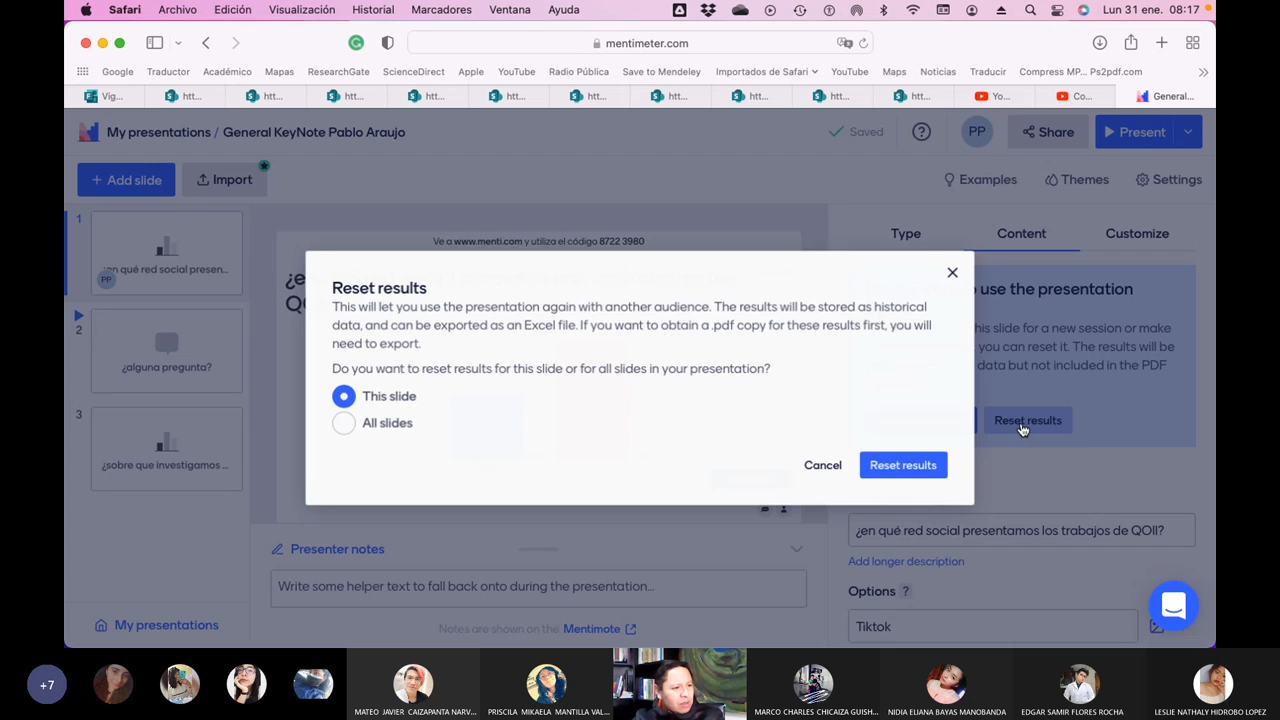 Safari Archivo Edición Visualización Historial Marcadores Ventana Ayuda Lun 31 ene. 08:17
mentimeter.com
Google Traductor Académico Mapas ResearchGate ScienceDirect Apple YouTube Radio Pública Save to Mendeley Importados de Safari YouTube Maps Noticias Traducir Compress MP... Ps2pdf.com
Vig... htt... htt... htt... htt... htt... htt... htt... htt... htt... htt... Yo... Co... General...
My presentations / General KeyNote Pablo Araujo Saved ? PP Share Present
+ Add slide Import Examples Themes Settings
1
¿en qué red social presen...
PP
2
¿alguna pregunta?
3
¿sobre que investigamos ...
My presentations
Ve a www.menti.com y utiliza el código 8722 3980
Reset results
This will let you use the presentation again with another audience. The results will be stored as historical
data, and can be exported as an Excel file. If you want to obtain a .pdf copy for these results first, you will
need to export.
Do you want to reset results for this slide or for all slides in your presentation?
This slide
All slides
Cancel Reset results
Presenter notes
Write some helper text to fall back onto during the presentation...
Notes are shown on the Mentimote
Type Content Customize
use the presentation
his slide for a new session or make
you can reset it. The results will be
data but not included in the PDF
Reset results
¿en qué red social presentamos los trabajos de QOII?
Add longer description
Options ?
Tiktok
+7
MATEO JAVIER CAIZAPANTA NARV...
PRISCILA MIKAELA MANTILLA VAL...
MARCO CHARLES CHICAIZA GUISH...
NIDIA ELIANA BAYAS MANOBANDA
EDGAR SAMIR FLORES ROCHA
LESLIE NATHALY HIDROBO LOPEZ